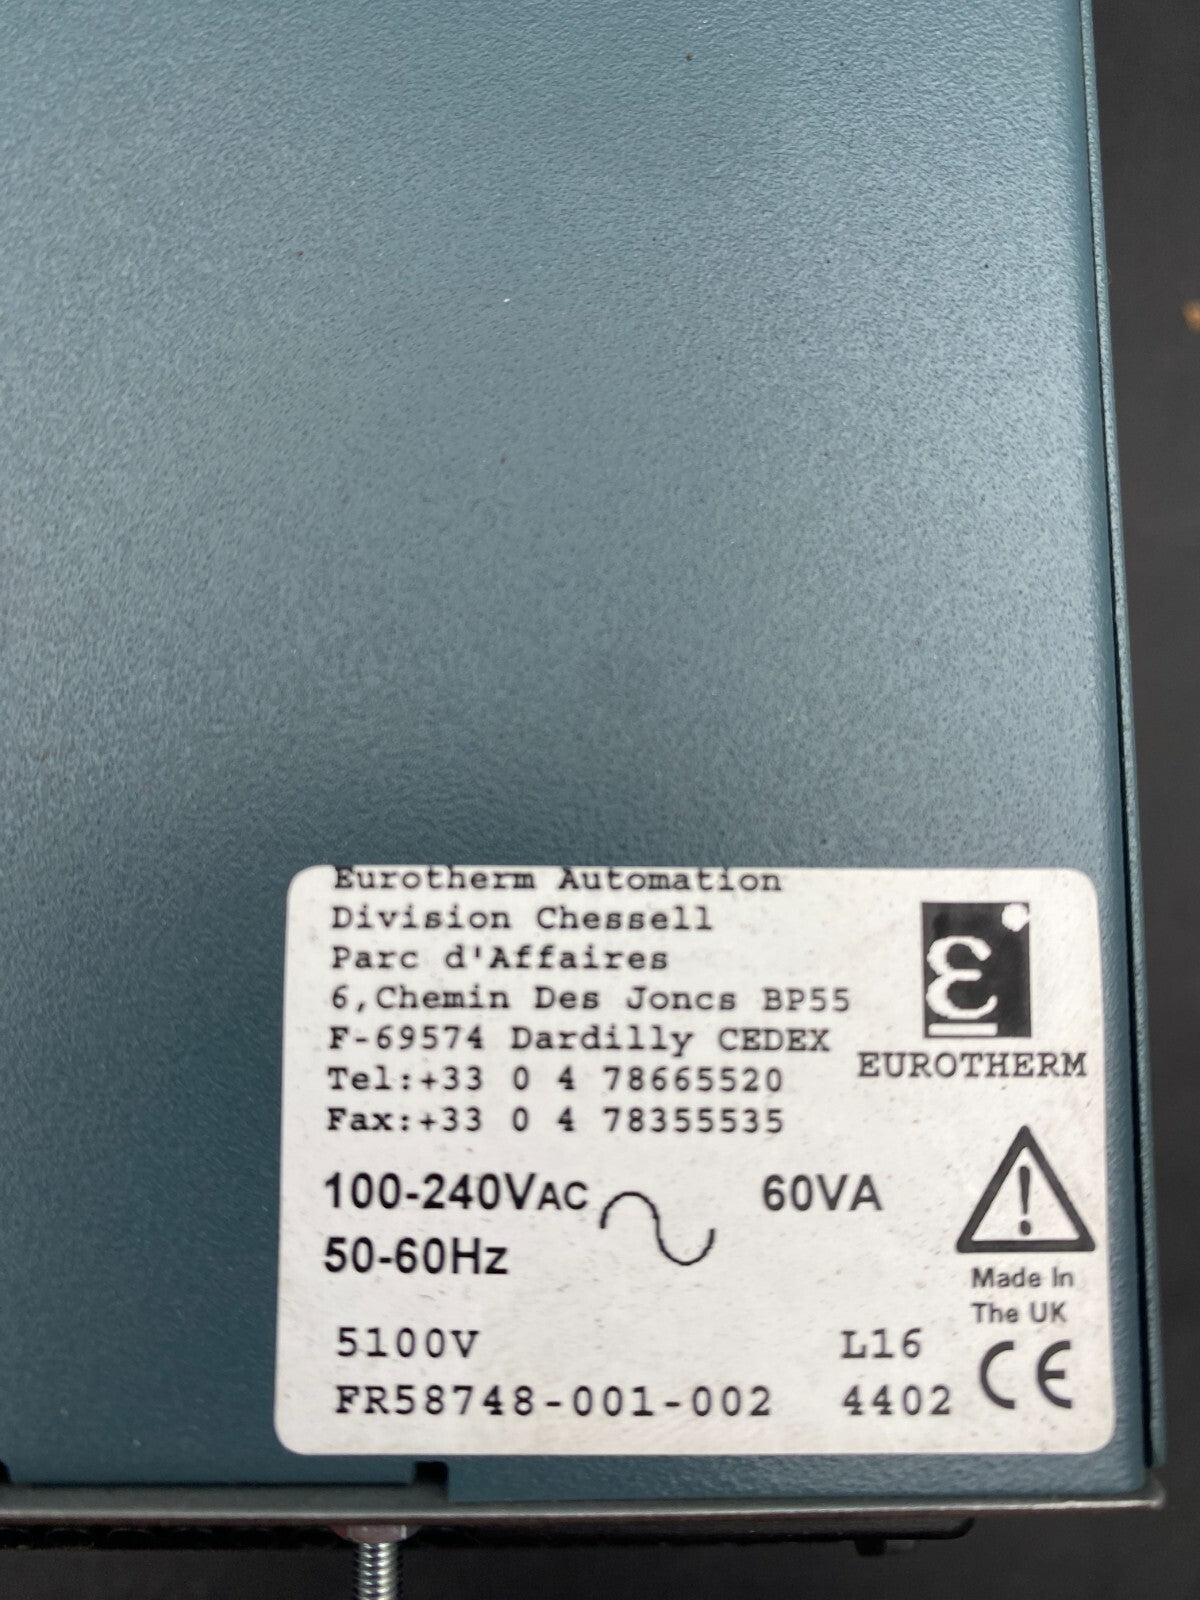 Eurotherm Automation
Division Chessell
Parc d'Affaires
6,Chemin Des Joncs BP55
F-69574 Dardilly CEDEX
Tel:+33 0 4 78665520
Fax:+33 0 4 78355535
ε
EUROTHERM
100-240VAC 60VA
50-60Hz
!
Made In
The UK
5100V L16
FR58748-001-002 4402
CE